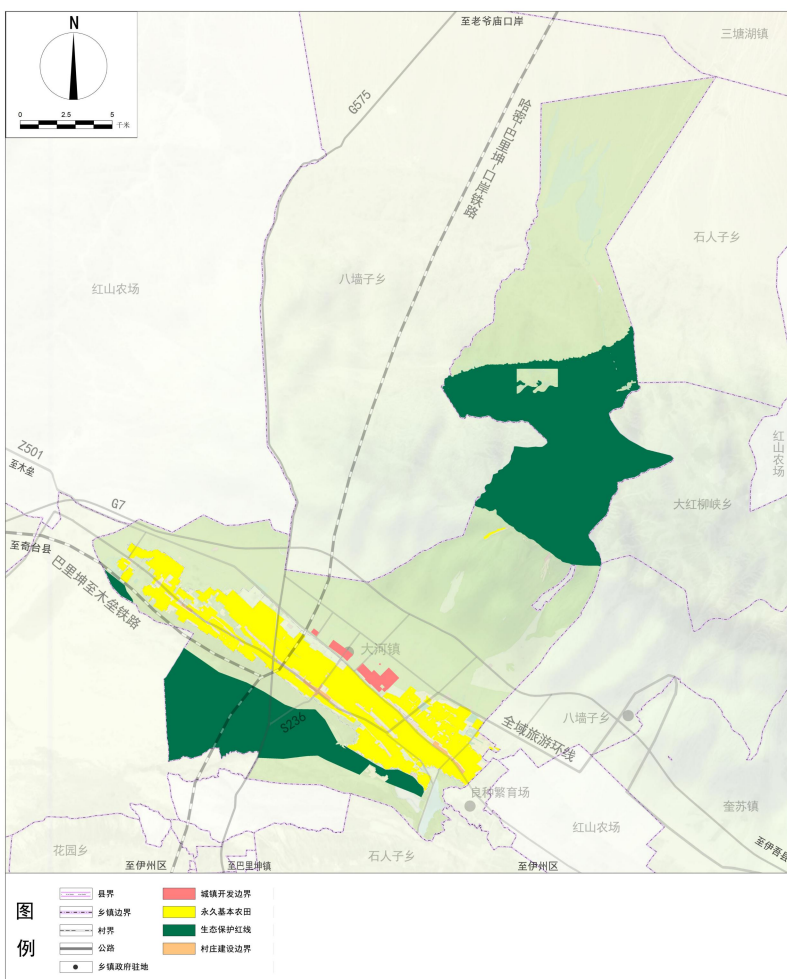 至老爷庙口岸
三塘湖镇
N
0 2.5 5
千米
G575
哈密-巴里坤-口岸铁路
石人子乡
八墙子乡
红山农场
红山农场
Z501
至木垒
G7
大红柳峡乡
至奇台县
巴里坤至木垒铁路
大河镇
S236
全域旅游环线
八墙子乡
良种繁育场
红山农场
奎苏镇
花园乡
至伊州区
至巴里坤镇
石人子乡
至伊州区
至伊吾县
图例
县界
乡镇边界
村界
公路
乡镇政府驻地
城镇开发边界
永久基本农田
生态保护红线
村庄建设边界